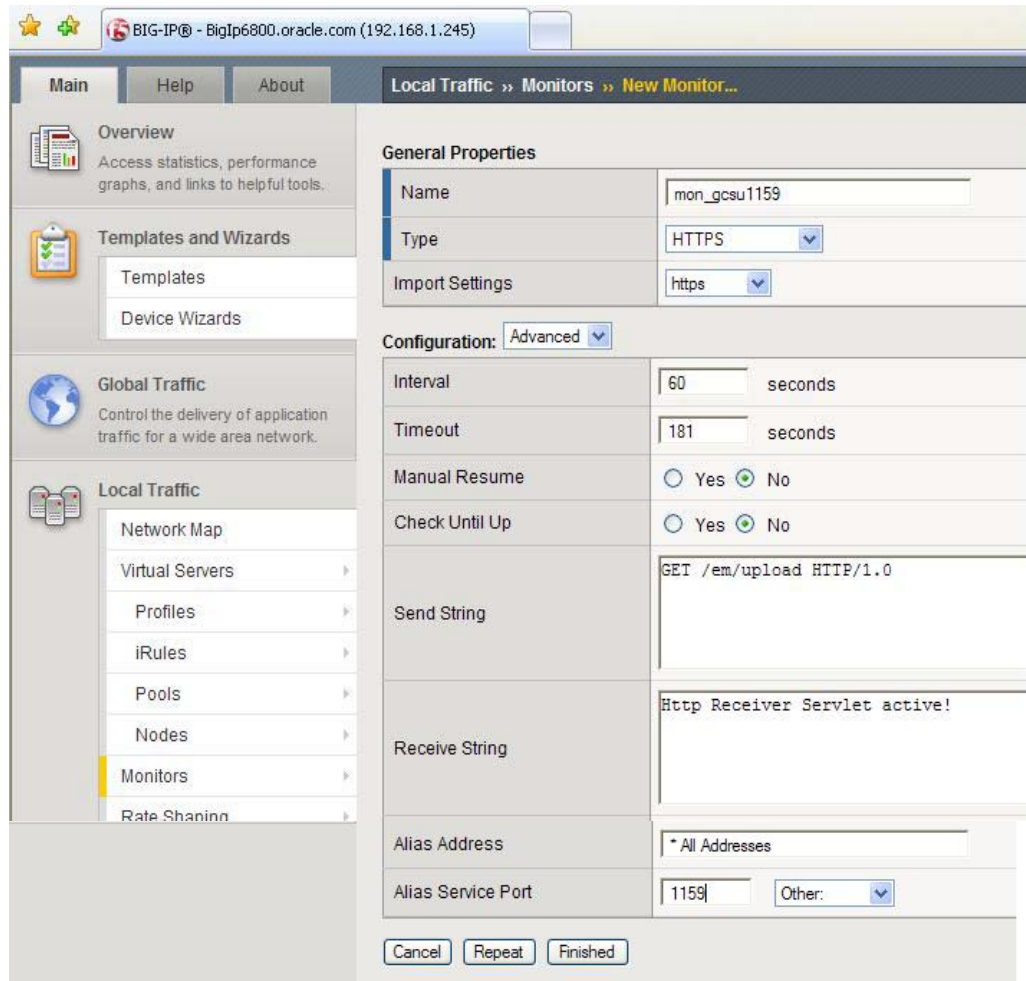 BIG-IP® - BigIp6800.oracle.com (192.168.1.245)
Main
Help
About
Local Traffic ›› Monitors ›› New Monitor...
Overview
Access statistics, performance
graphs, and links to helpful tools.
Templates and Wizards
Templates
Device Wizards
Global Traffic
Control the delivery of application
traffic for a wide area network.
Local Traffic
Network Map
Virtual Servers
Profiles
iRules
Pools
Nodes
Monitors
Rate Shaping
General Properties
Name mon_gcsu1159
Type HTTPS
Import Settings https
Configuration: Advanced
Interval 60 seconds
Timeout 181 seconds
Manual Resume Yes No
Check Until Up Yes No
Send String GET /em/upload HTTP/1.0
Receive String Http Receiver Servlet active!
Alias Address * All Addresses
Alias Service Port 1159 Other:
Cancel Repeat Finished